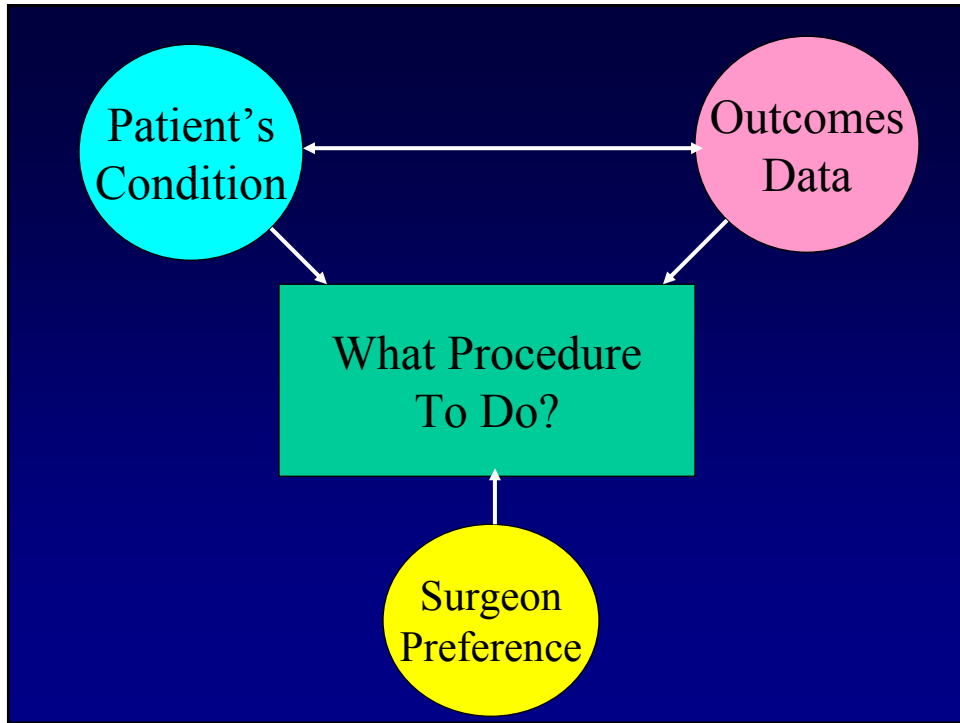 Patient’s
Condition
Outcomes
Data
What Procedure
To Do?
Surgeon
Preference